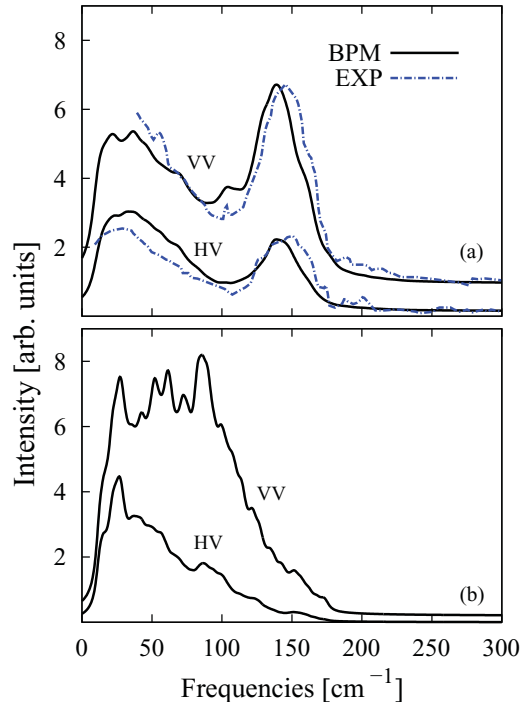 8
6
4
2
BPM
EXP
VV
HV
(a)
Intensity [arb. units]
8
6
4
2
VV
HV
(b)
0 50 100 150 200 250 300
Frequencies [cm⁻¹]